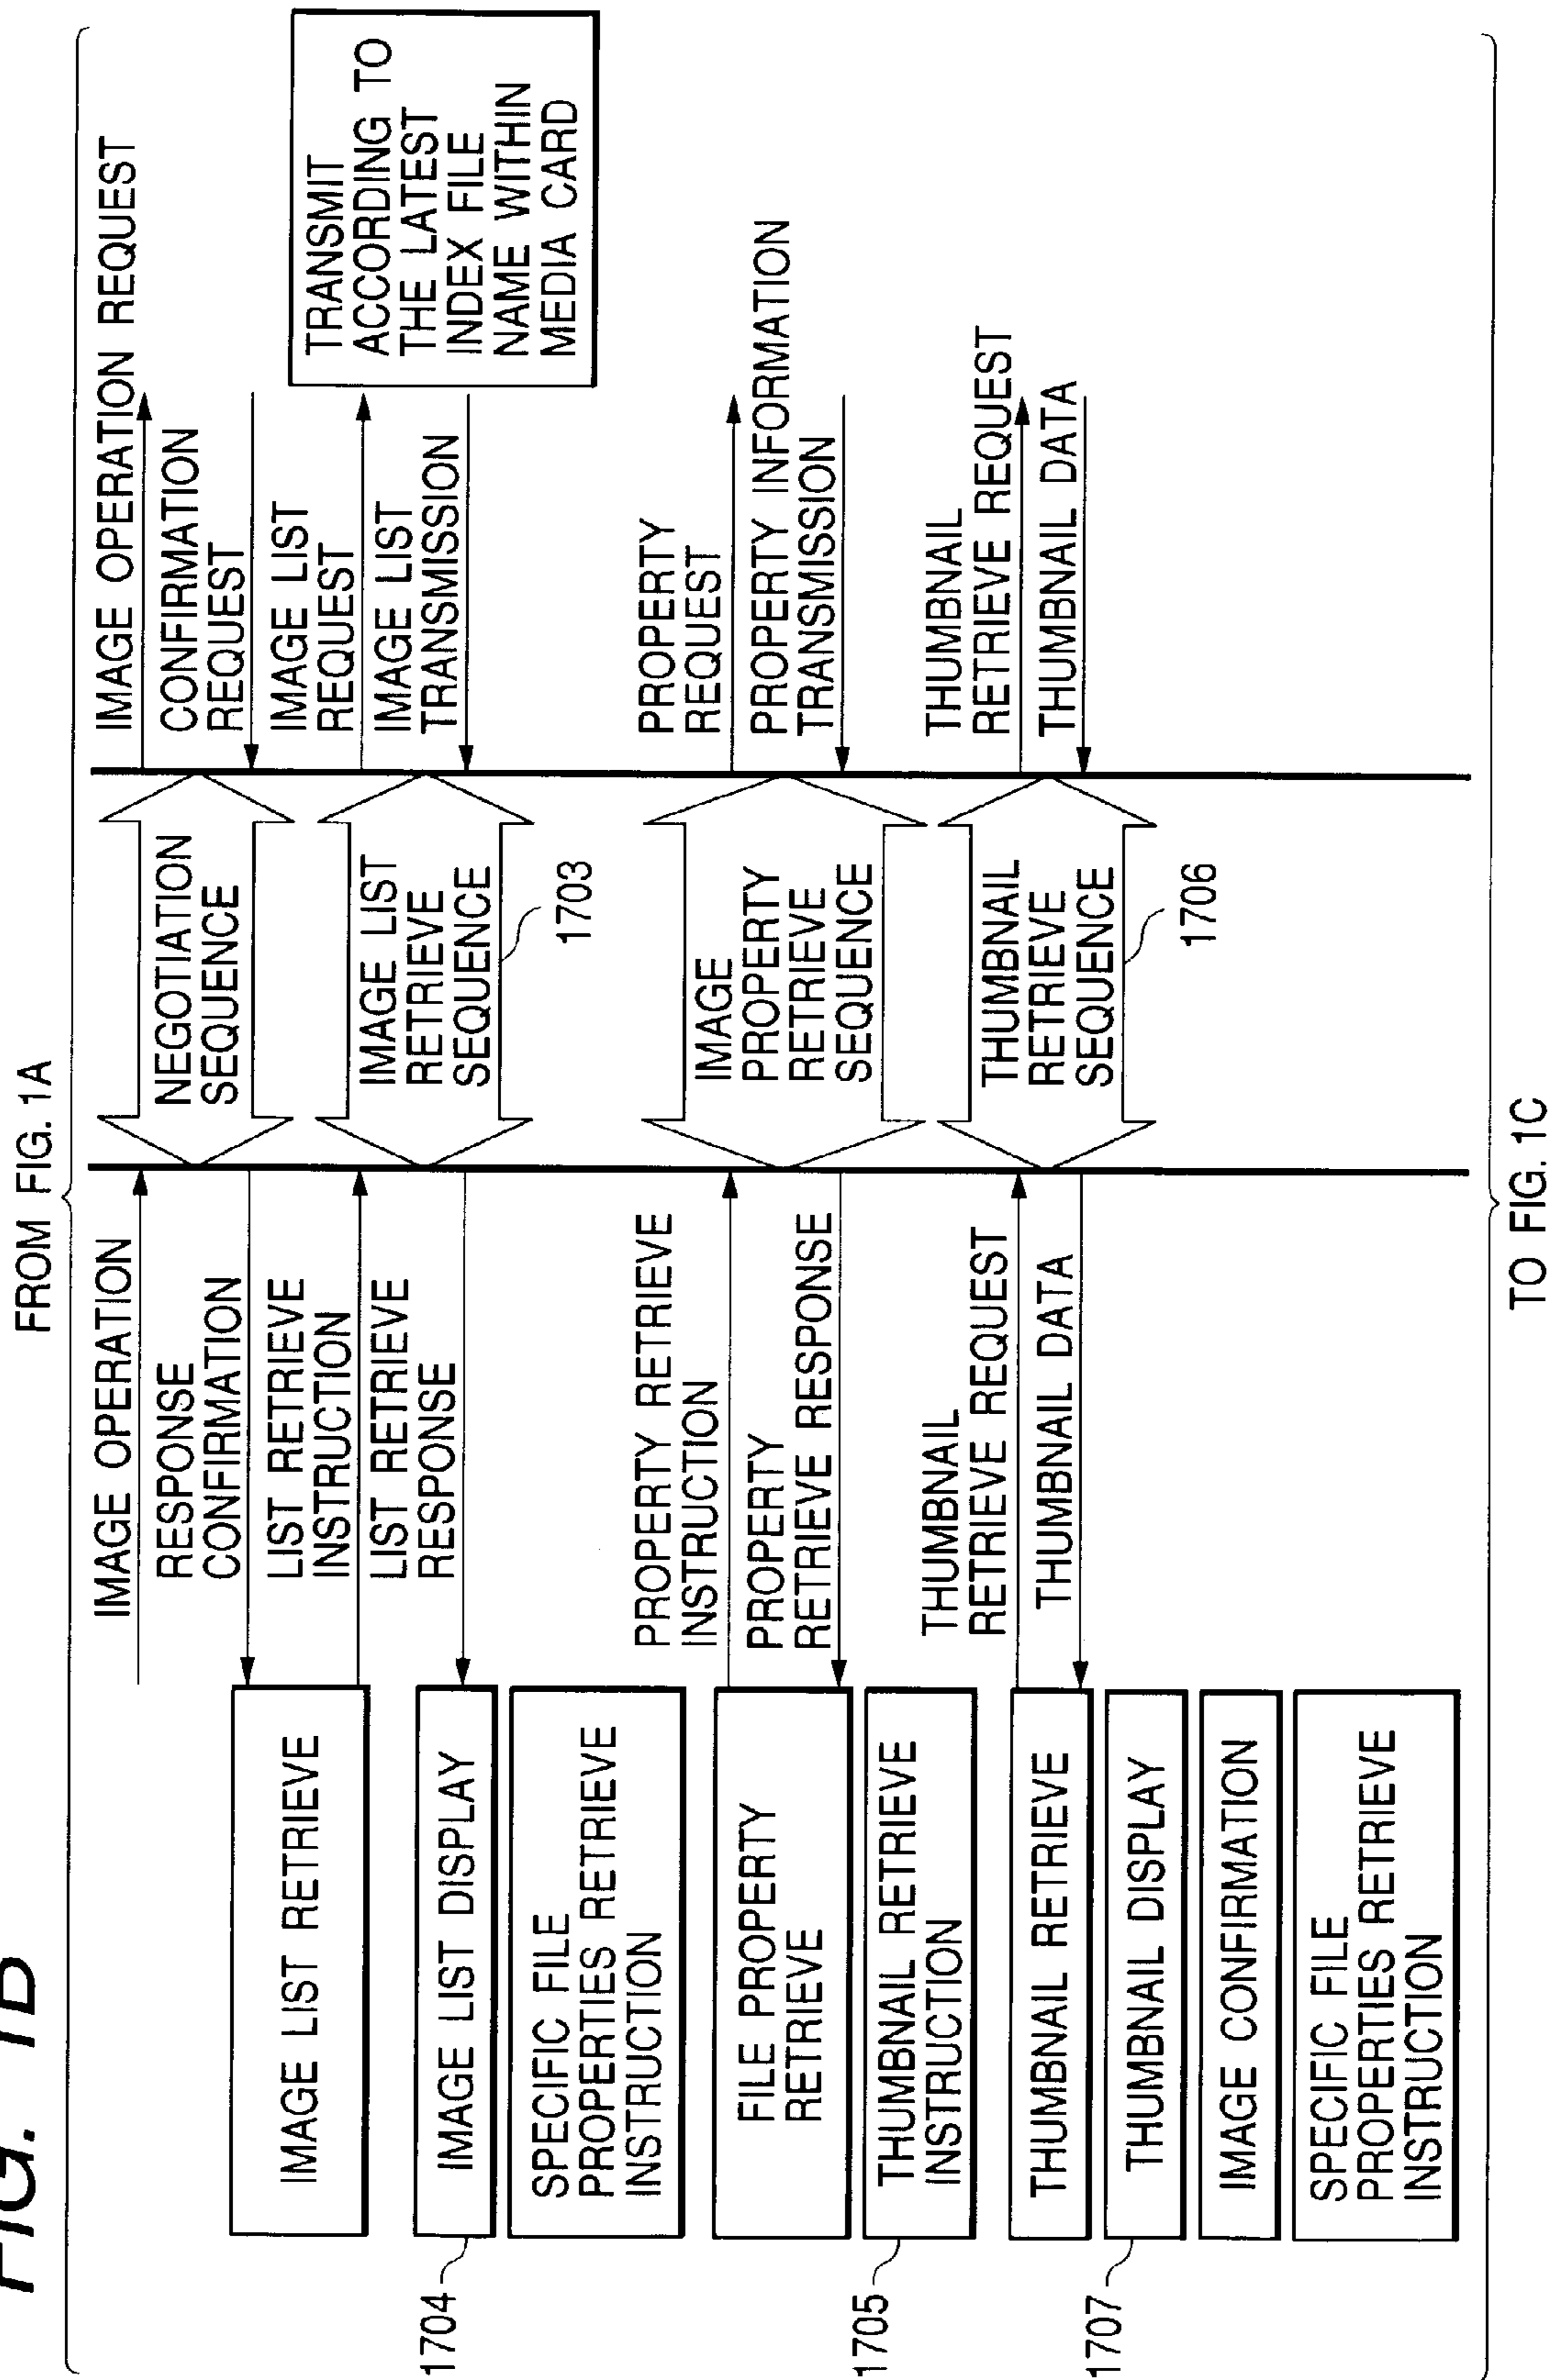 FIG. 1B
FROM FIG. 1A
IMAGE OPERATION
IMAGE OPERATION REQUEST
NEGOTIATION
SEQUENCE
RESPONSE
CONFIRMATION
CONFIRMATION
REQUEST
IMAGE LIST RETRIEVE
LIST RETRIEVE
INSTRUCTION
IMAGE LIST
REQUEST
IMAGE LIST
RETRIEVE
SEQUENCE
1703
TRANSMIT
ACCORDING TO
THE LATEST
INDEX FILE
NAME WITHIN
MEDIA CARD
LIST RETRIEVE
RESPONSE
IMAGE LIST
TRANSMISSION
1704
IMAGE LIST DISPLAY
SPECIFIC FILE
PROPERTIES RETRIEVE
INSTRUCTION
PROPERTY RETRIEVE
INSTRUCTION
PROPERTY
REQUEST
FILE PROPERTY
RETRIEVE
IMAGE
PROPERTY
RETRIEVE
SEQUENCE
PROPERTY
RETRIEVE RESPONSE
PROPERTY INFORMATION
TRANSMISSION
1705
THUMBNAIL RETRIEVE
INSTRUCTION
THUMBNAIL
RETRIEVE REQUEST
THUMBNAIL
RETRIEVE REQUEST
THUMBNAIL RETRIEVE
THUMBNAIL
RETRIEVE
SEQUENCE
1706
THUMBNAIL DATA
THUMBNAIL DATA
1707
THUMBNAIL DISPLAY
IMAGE CONFIRMATION
SPECIFIC FILE
PROPERTIES RETRIEVE
INSTRUCTION
TO FIG. 1C